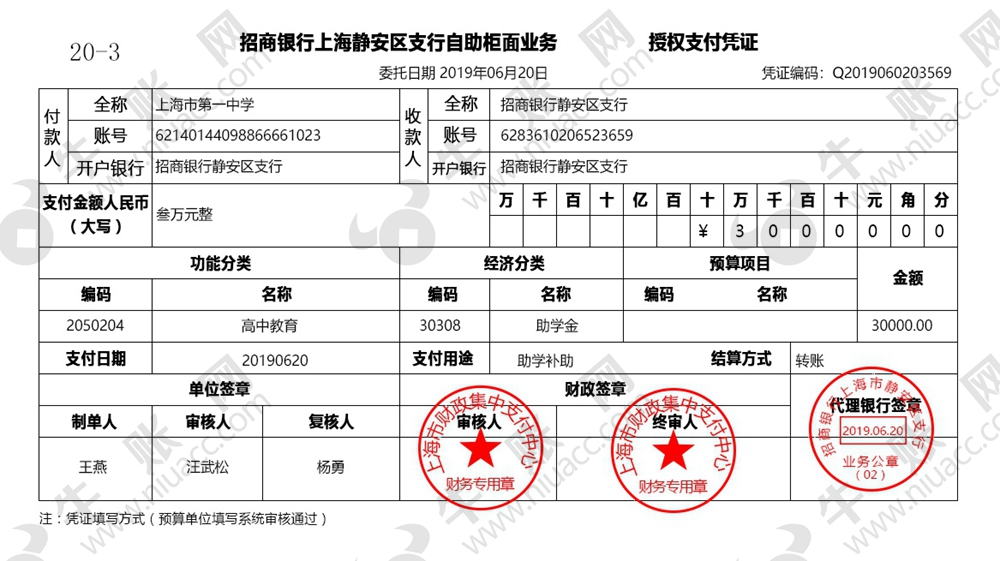 20-3
招商银行上海静安区支行自助柜面业务 授权支付凭证
委托日期 2019年06月20日 凭证编码：Q2019060203569
付款人 全称 上海市第一中学 收款人 全称 招商银行静安区支行
账号 62140144098866661023 账号 6283610206523659
开户银行 招商银行静安区支行 开户银行 招商银行静安区支行
支付金额人民币（大写） 叁万元整 万 千 百 十 亿 百 十 万 千 百 十 元 角 分
¥ 3 0 0 0 0 0 0
功能分类 经济分类 预算项目 金额
编码 名称 编码 名称 编码 名称
2050204 高中教育 30308 助学金 30000.00
支付日期 20190620 支付用途 助学补助 结算方式 转账
单位签章 财政签章 代理银行签章
制单人 审核人 复核人 审核人 终审人
王燕 汪武松 杨勇
上海市财政集中支付中心
财务专用章
上海市财政集中支付中心
财务专用章
招商银行上海市静安区支行
2019.06.20
业务公章
（02）
注：凭证填写方式（预算单位填写系统审核通过）
牛账网
www.niuacc.com